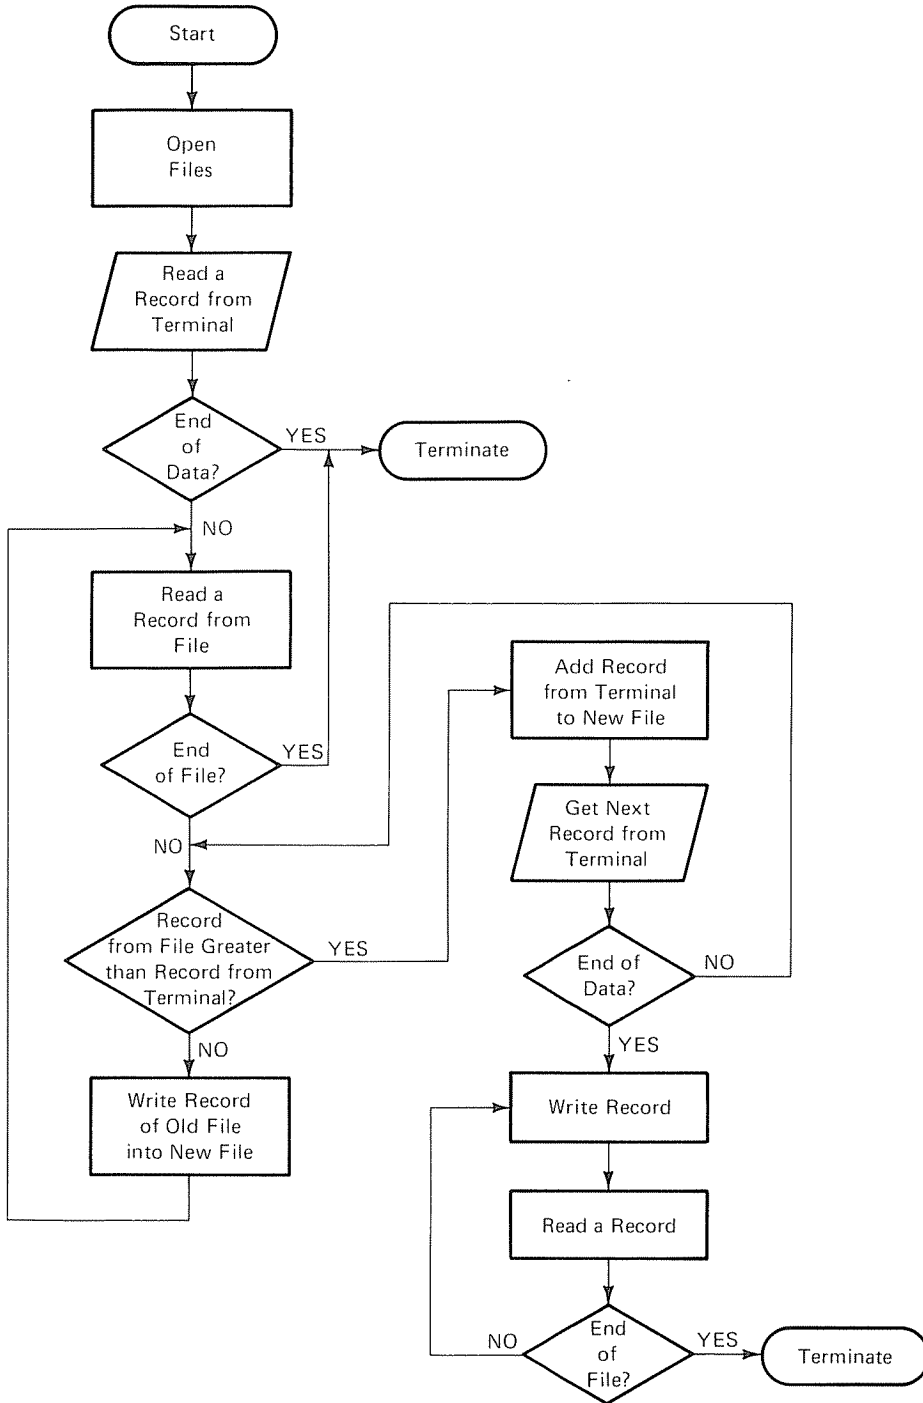 Start
Open
Files
Read a
Record from
Terminal
End
of
Data?
YES
Terminate
NO
Read a
Record from
File
End
of File?
YES
NO
Record
from File Greater
than Record from
Terminal?
YES
NO
Write Record
of Old File
into New File
Add Record
from Terminal
to New File
Get Next
Record from
Terminal
End of
Data?
NO
YES
Write Record
Read a Record
End
of
File?
NO
YES
Terminate